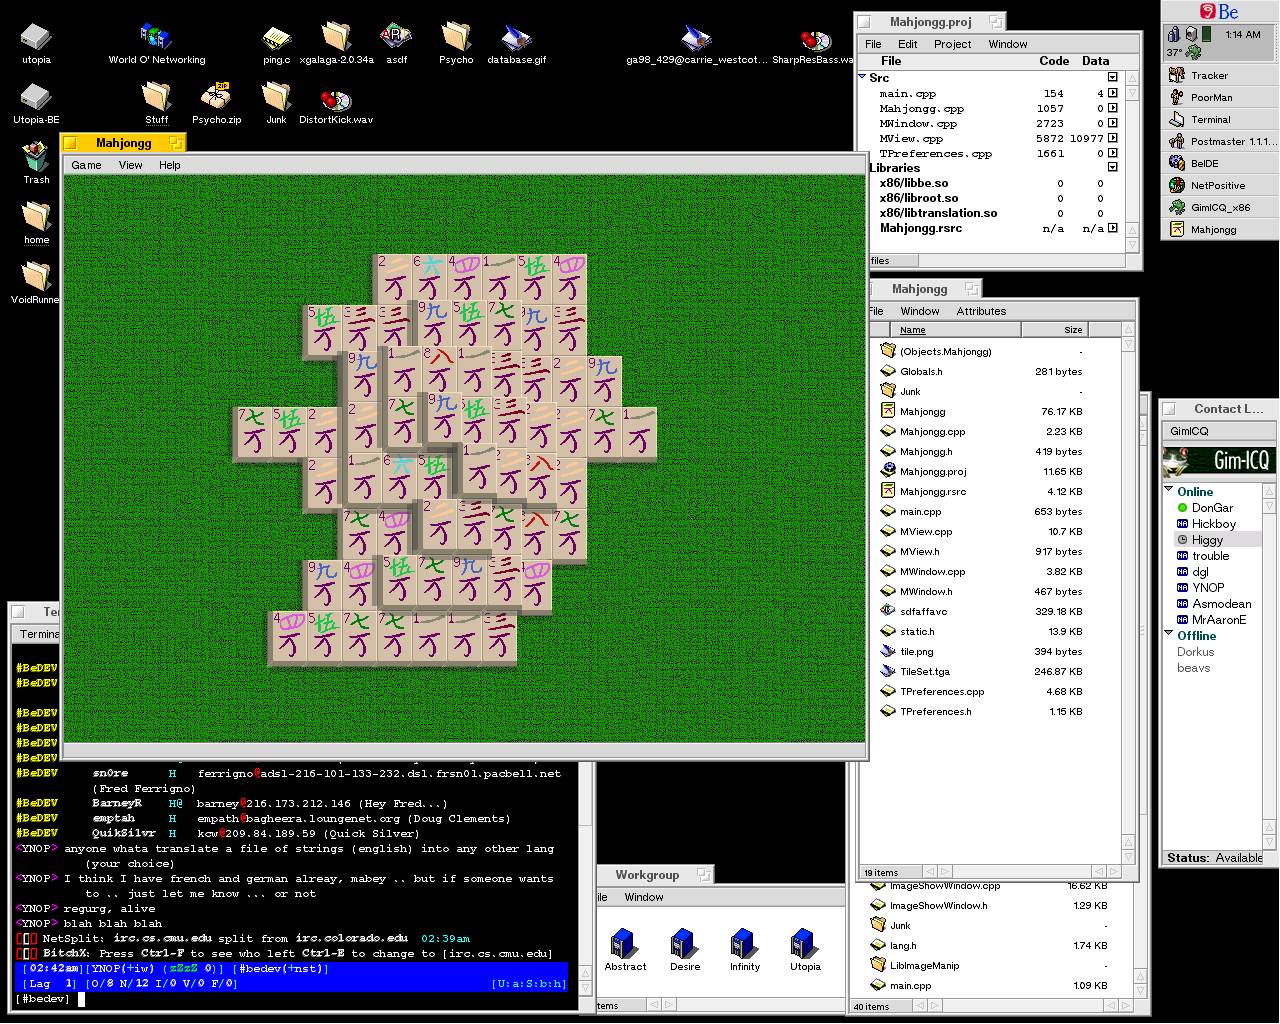 utopia
World O' Networking
ping.c
xgalaga-2.0.34a
asdf
Psycho
database.gif
ga98_429@carrie_westcot...
SharpResBass.wa
Utopia-BE
Stuff
Psycho.zip
Junk
DistortKick.wav
Trash
home
VoidRunne
Mahjongg
Game View Help
Mahjongg.proj
File Edit Project Window
File Code Data
Src
main.cpp 154 4
Mahjongg.cpp 1057 0
MWindow.cpp 2723 0
MView.cpp 5872 10977
TPreferences.cpp 1661 0
Libraries
x86/libbe.so 0 0
x86/libroot.so 0 0
x86/libtranslation.so 0 0
Mahjongg.rsrc n/a n/a
files
Be
1:14 AM
37°
Tracker
PoorMan
Terminal
Postmaster 1.1.1...
BeIDE
NetPositive
GimICQ_x86
Mahjongg
Mahjongg
File Window Attributes
Name Size
(Objects.Mahjongg) -
Globals.h 281 bytes
Junk -
Mahjongg 76.17 KB
Mahjongg.cpp 2.23 KB
Mahjongg.h 419 bytes
Mahjongg.proj 11.65 KB
Mahjongg.rsrc 4.12 KB
main.cpp 653 bytes
MView.cpp 10.7 KB
MView.h 917 bytes
MWindow.cpp 3.82 KB
MWindow.h 467 bytes
sdfaffavc 329.18 KB
static.h 13.9 KB
tile.png 394 bytes
TileSet.tga 246.87 KB
TPreferences.cpp 4.68 KB
TPreferences.h 1.15 KB
19 items
ImageShowWindow.cpp 16.62 KB
ImageShowWindow.h 1.29 KB
Junk -
lang.h 1.74 KB
LibImageManip -
main.cpp 1.09 KB
40 items
Contact L...
GimICQ
Gim-ICQ
Online
DonGar
NA Hickboy
Higgy
NA trouble
NA dgl
NA YNOP
NA Asmodean
NA MrAaronE
Offline
Dorkus
beavs
Status: Available
Te
Termina
#BeDEV
#BeDEV
#BeDEV
#BeDEV
#BeDEV
#BeDEV
#BeDEV sn0re H ferrigno@adsl-216-101-133-232.dsl.frsn01.pacbell.net
(Fred Ferrigno)
#BeDEV BarneyR H@ barney@216.173.212.146 (Hey Fred...)
#BeDEV emptah H empath@bagheera.loungenet.org (Doug Clements)
#BeDEV QuikSilvr H kcw@209.84.189.59 (Quick Silver)
<YNOP> anyone whata translate a file of strings (english) into any other lang
(your choice)
<YNOP> I think I have french and german alreay, mabey .. but if someone wants
to .. just let me know ... or not
<YNOP> regurg, alive
<YNOP> blah blah blah
NetSplit: irc.cs.cmu.edu split from irc.colorado.edu 02:39am
BitchX: Press Ctrl-F to see who left Ctrl-E to change to [irc.cs.cmu.edu]
[02:42am][YNOP(+iw) (zZzZ 0)] [#bedev(+nst)]
[Lag 1] [O/8 N/12 I/0 V/0 F/0] [U:a:S:b:h]
[#bedev]
Workgroup
ile Window
Abstract
Desire
Infinity
Utopia
tems